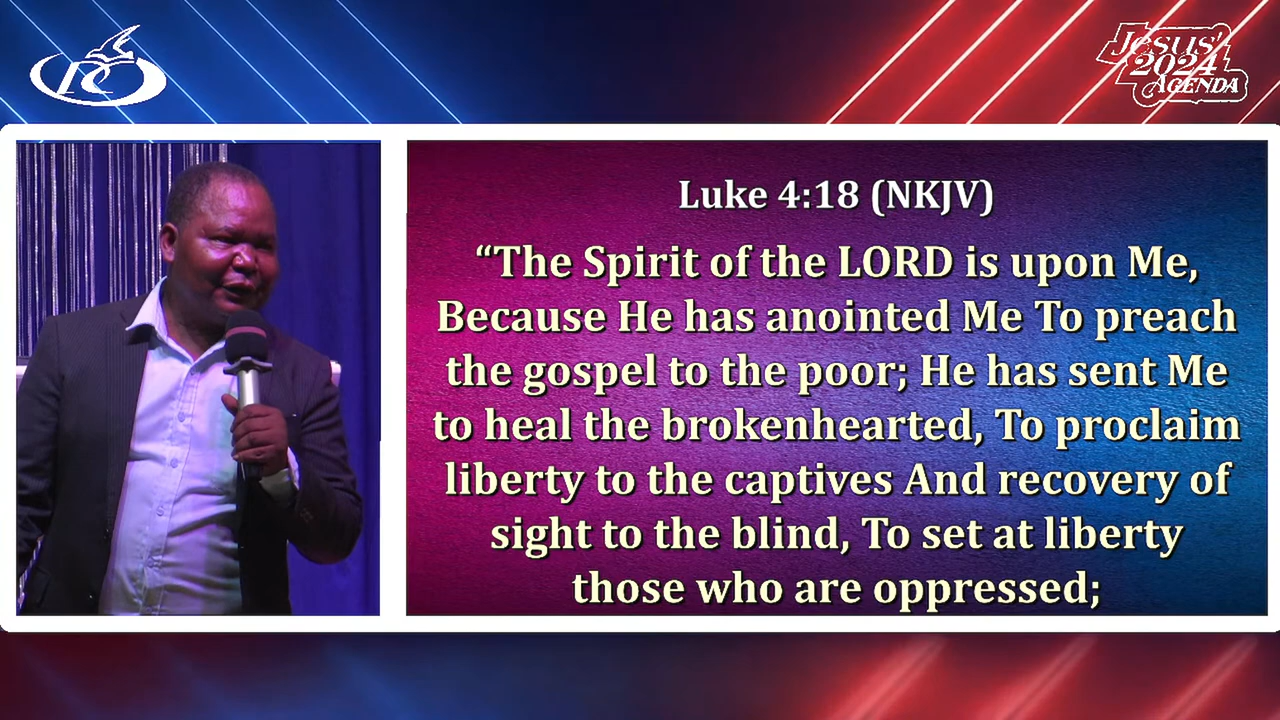 JESUS'
2024
AGENDA
Luke 4:18 (NKJV)
“The Spirit of the LORD is upon Me,
Because He has anointed Me To preach
the gospel to the poor; He has sent Me
to heal the brokenhearted, To proclaim
liberty to the captives And recovery of
sight to the blind, To set at liberty
those who are oppressed;